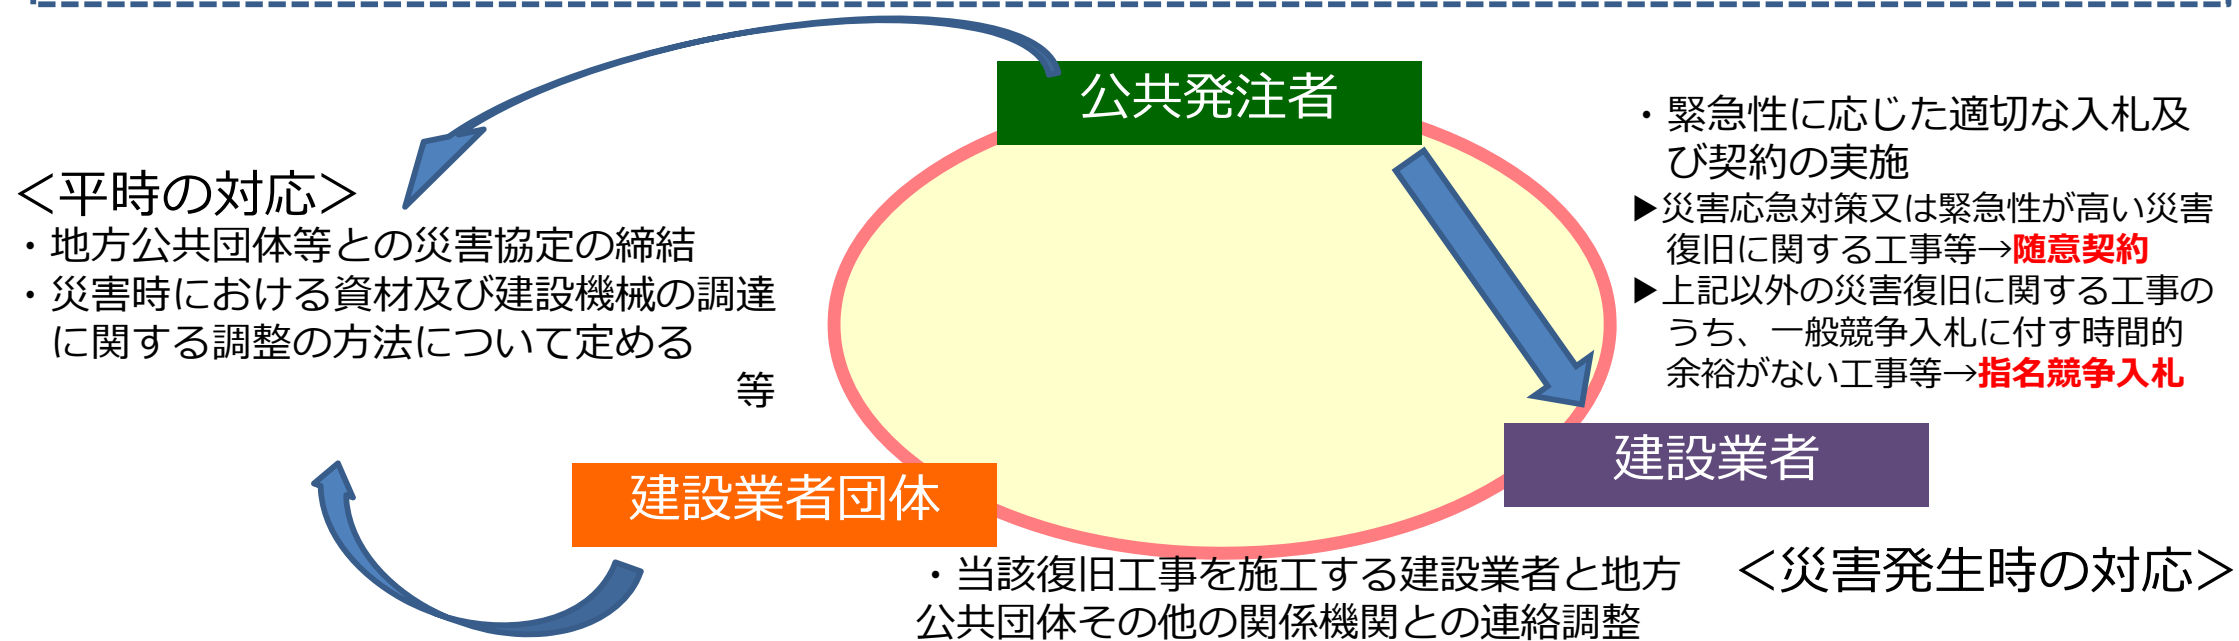 公共発注者
＜平時の対応＞
・地方公共団体等との災害協定の締結
・災害時における資材及び建設機械の調達
に関する調整の方法について定める
等
・緊急性に応じた適切な入札及
び契約の実施
▶災害応急対策又は緊急性が高い災害
復旧に関する工事等→随意契約
▶上記以外の災害復旧に関する工事の
うち、一般競争入札に付す時間的
余裕がない工事等→指名競争入札
建設業者
建設業者団体
・当該復旧工事を施工する建設業者と地方
公共団体その他の関係機関との連絡調整
＜災害発生時の対応＞